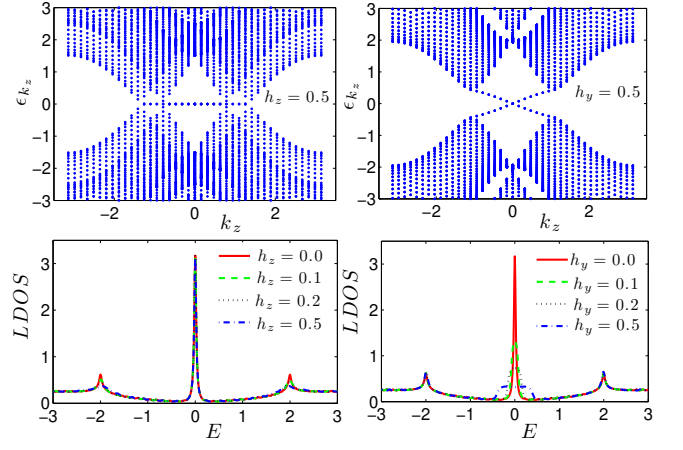 3
2
1
0
−1
−2
−3
ϵ_{k_z}
h_z = 0.5
−2 0 2
k_z
3
2
1
0
−1
−2
−3
ϵ_{k_z}
h_y = 0.5
−2 0 2
k_z
3
2
1
0
LDOS
h_z = 0.0
h_z = 0.1
h_z = 0.2
h_z = 0.5
−3 −2 −1 0 1 2 3
E
3
2
1
0
LDOS
h_y = 0.0
h_y = 0.1
h_y = 0.2
h_y = 0.5
−3 −2 −1 0 1 2 3
E